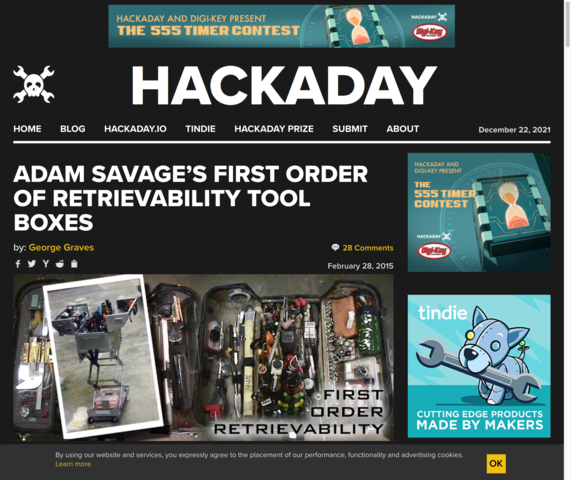 HACKADAY AND DIGI-KEY PRESENT
THE 555 TIMER CONTEST
HACKADAY
Digi-Key
HACKADAY
HOME BLOG HACKADAY.IO TINDIE HACKADAY PRIZE SUBMIT ABOUT
December 22, 2021
ADAM SAVAGE'S FIRST ORDER
OF RETRIEVABILITY TOOL
BOXES
by: George Graves
28 Comments
February 28, 2015
FIRST
ORDER
RETRIEVABILITY
HACKADAY AND
DIGI-KEY PRESENT
THE
555 TIMER
CONTEST
HACKADAY
Digi-Key
tindie
CUTTING EDGE PRODUCTS
MADE BY MAKERS
By using our website and services, you expressly agree to the placement of our performance, functionality and advertising cookies.
Learn more
OK